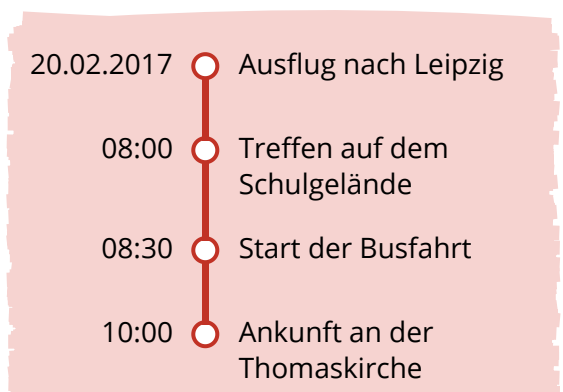 20.02.2017 Ausflug nach Leipzig
08:00 Treffen auf dem
Schulgelände
08:30 Start der Busfahrt
10:00 Ankunft an der
Thomaskirche